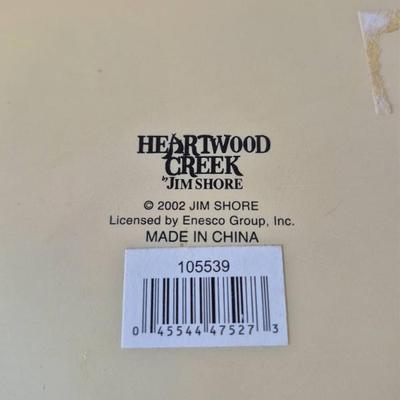 HEARTWOOD
CREEK
by JIM SHORE
© 2002 JIM SHORE
Licensed by Enesco Group, Inc.
MADE IN CHINA
105539
0 45544 47527 3